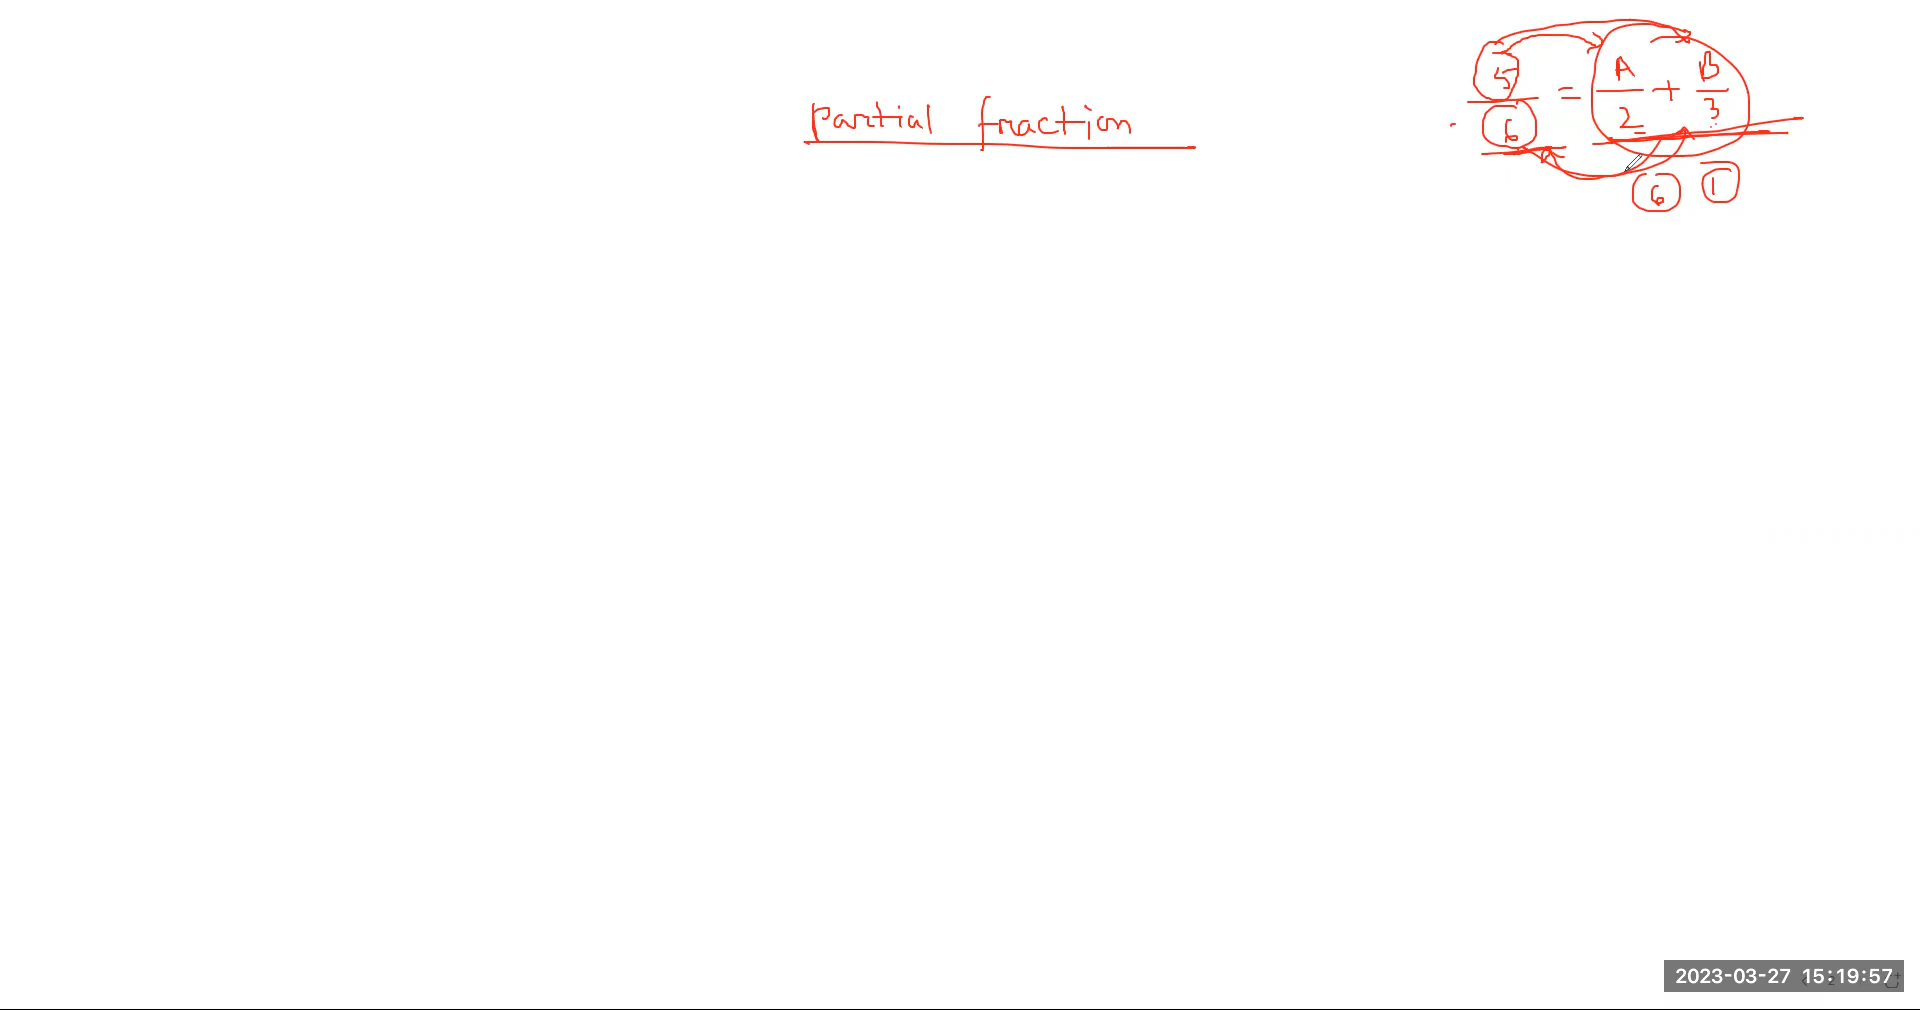 Partial fraction
5/6 = A/2 + B/3
6 1
2023-03-27 15:19:57